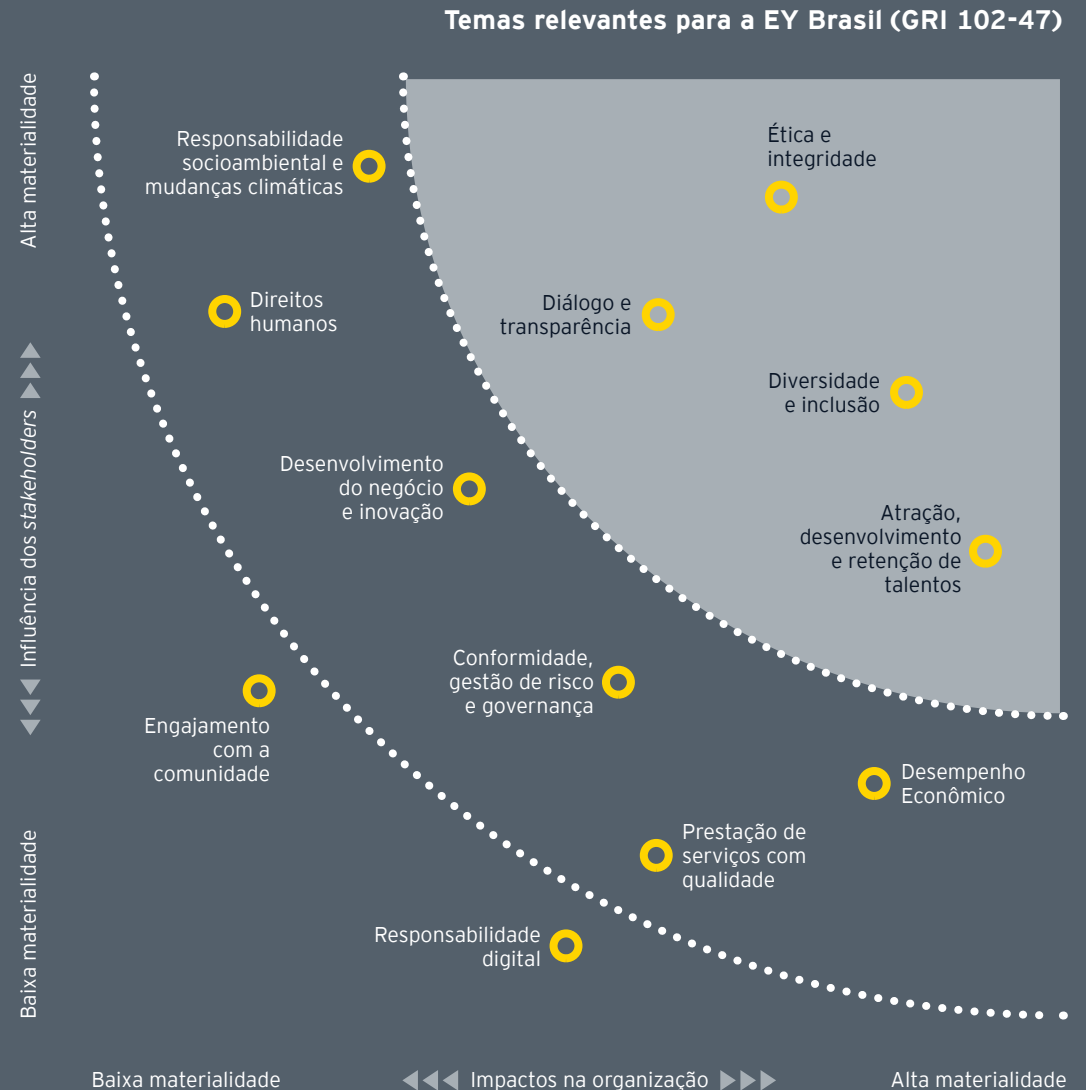 Temas relevantes para a EY Brasil (GRI 102-47)
Alta materialidade
Influência dos stakeholders
Baixa materialidade
Responsabilidade
socioambiental e
mudanças climáticas
Ética e
integridade
Direitos
humanos
Diálogo e
transparência
Diversidade
e inclusão
Desenvolvimento
do negócio
e inovação
Atração,
desenvolvimento
e retenção de
talentos
Conformidade,
gestão de risco
e governança
Engajamento
com a
comunidade
Desempenho
Econômico
Prestação de
serviços com
qualidade
Responsabilidade
digital
Baixa materialidade
Impactos na organização
Alta materialidade